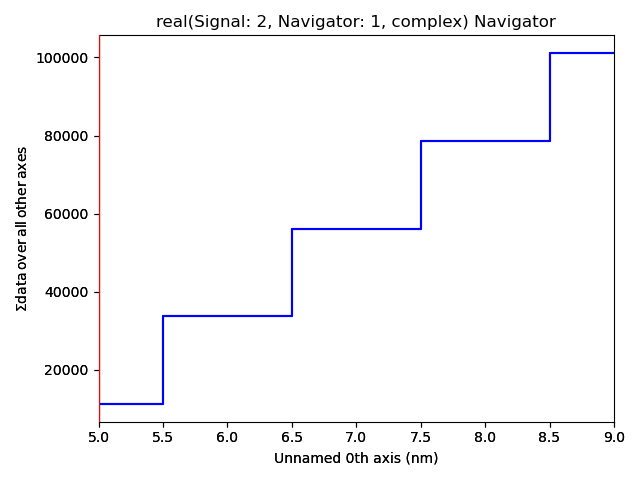 real(Signal: 2, Navigator: 1, complex) Navigator
100000
80000
60000
40000
20000
Σdata over all other axes
5.0 5.5 6.0 6.5 7.0 7.5 8.0 8.5 9.0
Unnamed 0th axis (nm)